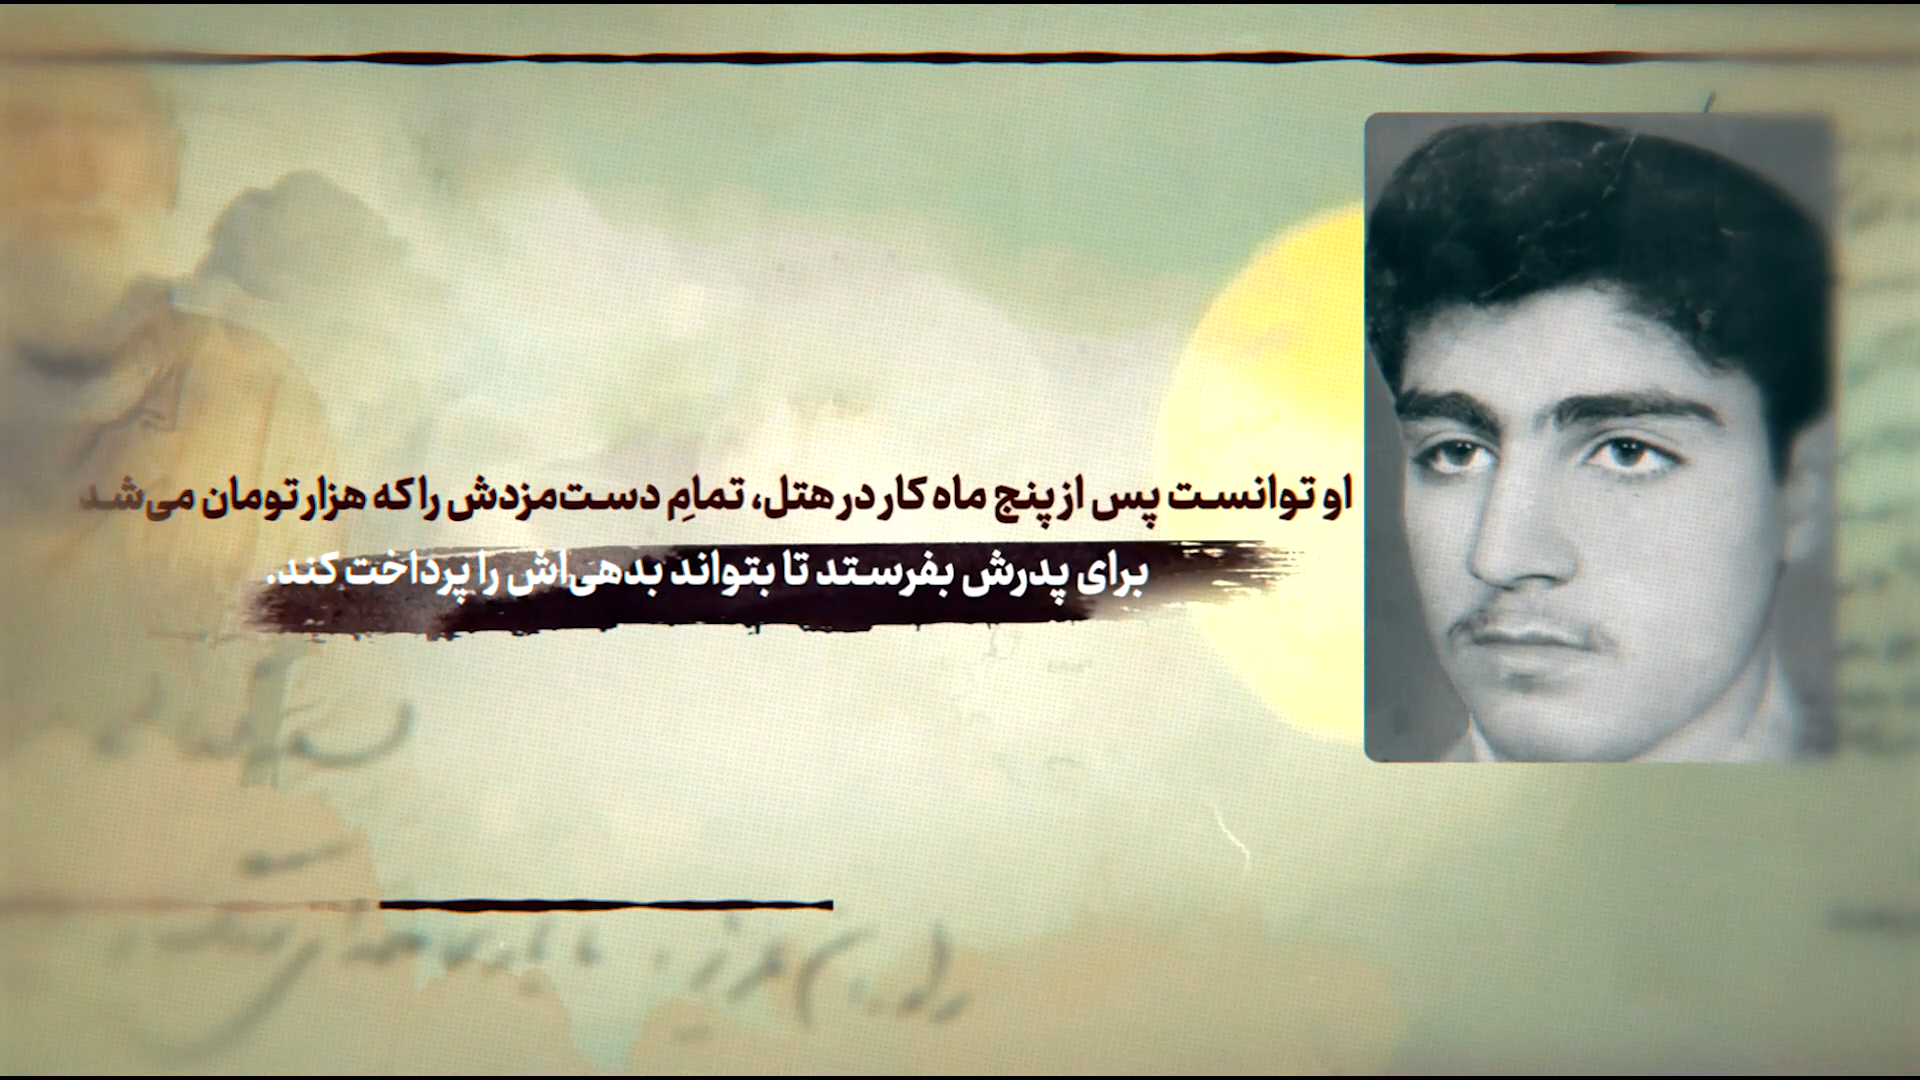 او توانست پس از پنج ماه کار در هتل، تمامِ دست‌مزدش را که هزار تومان می‌شد
برای پدرش بفرستد تا بتواند بدهی‌اش را پرداخت کند.